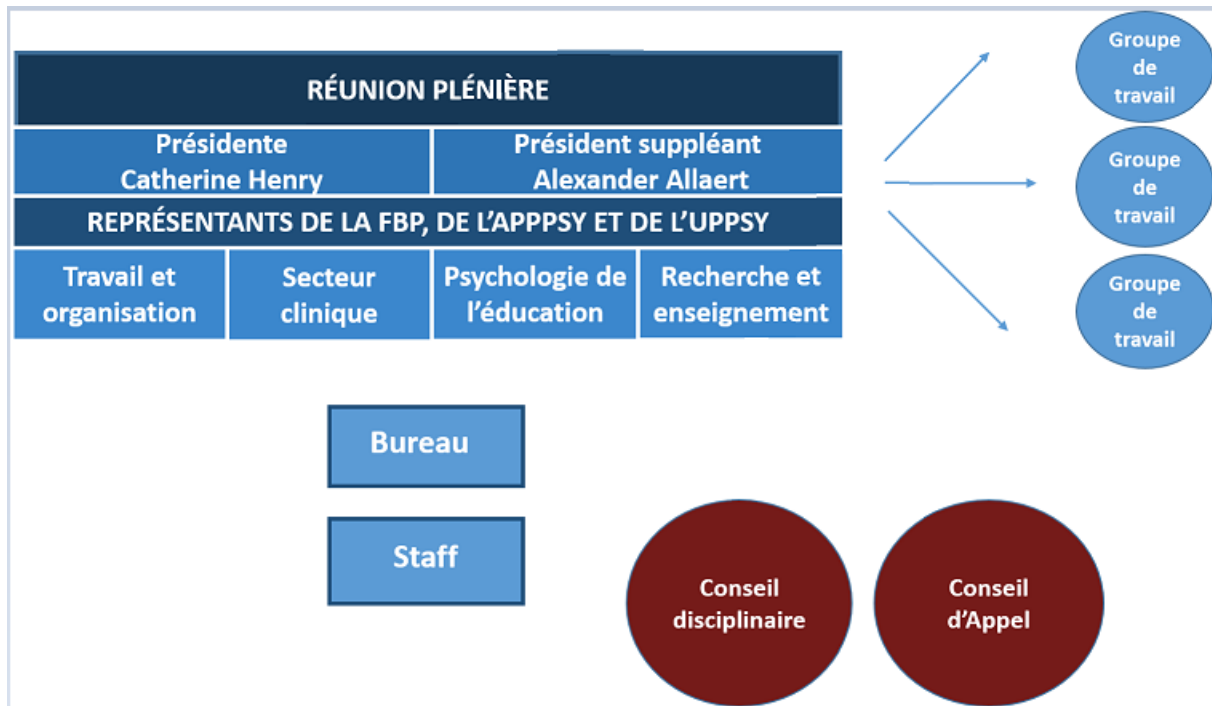 RÉUNION PLÉNIÈRE
Présidente
Catherine Henry
Président suppléant
Alexander Allaert
REPRÉSENTANTS DE LA FBP, DE L’APPPSY ET DE L’UPPSY
Travail et
organisation
Secteur
clinique
Psychologie de
l’éducation
Recherche et
enseignement
Groupe
de
travail
Groupe
de
travail
Groupe
de
travail
Bureau
Staff
Conseil
disciplinaire
Conseil
d’Appel